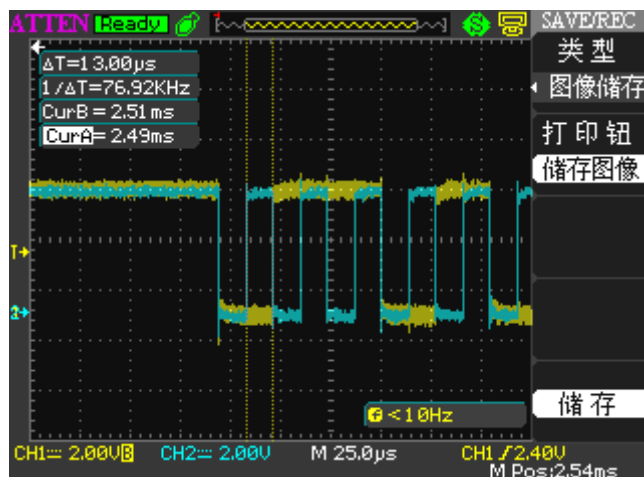 ATTEN Ready SAVE/REC
ΔT=13.00μs
1/ΔT=76.92KHz
CurB=2.51ms
CurA=2.49ms
类型
图像储存
打印钮
储存图像
T
2
f<10Hz
储存
CH1 2.00VB CH2 2.00V M 25.0μs CH1 2.40V
M Pos:2.54ms